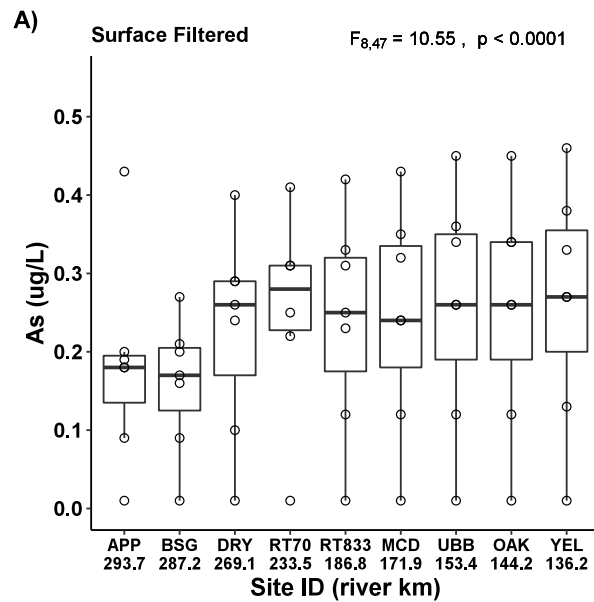 A)
Surface Filtered
F8,47 = 10.55 , p < 0.0001
As (ug/L)
0.5
0.4
0.3
0.2
0.1
0.0
APP BSG DRY RT70 RT833 MCD UBB OAK YEL
293.7 287.2 269.1 233.5 186.8 171.9 153.4 144.2 136.2
Site ID (river km)